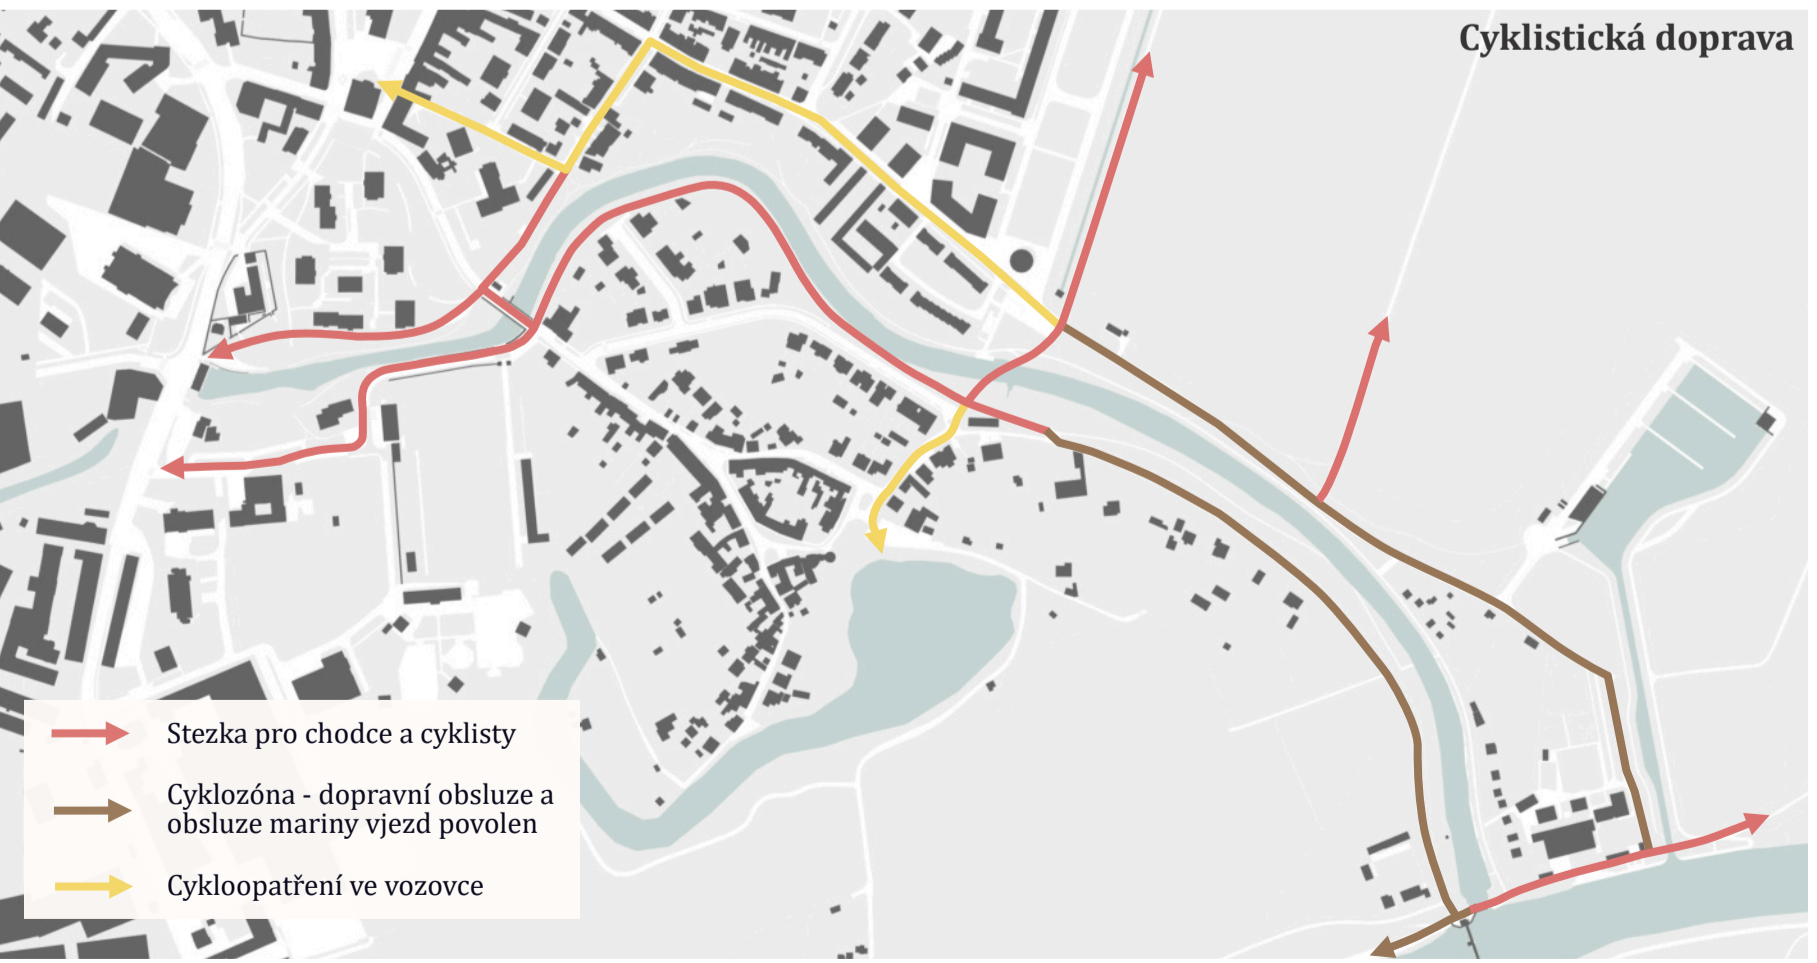 Cyklistická doprava
Stezka pro chodce a cyklisty
Cyklozóna - dopravní obsluze a
obsluze mariny vjezd povolen
Cykloopatření ve vozovce